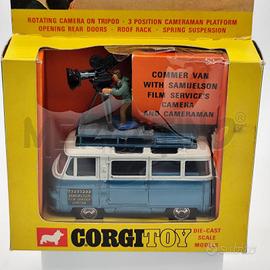 ROTATING CAMERA ON TRIPOD - 3 POSITION CAMERAMAN PLATFORM
OPENING REAR DOORS - ROOF RACK - SPRING SUSPENSION
COMMER VAN
WITH SAMUELSON
FILM SERVICE'S
CAMERA
AND CAMERAMAN
CORGI TOY
DIE-CAST
SCALE
MODELS